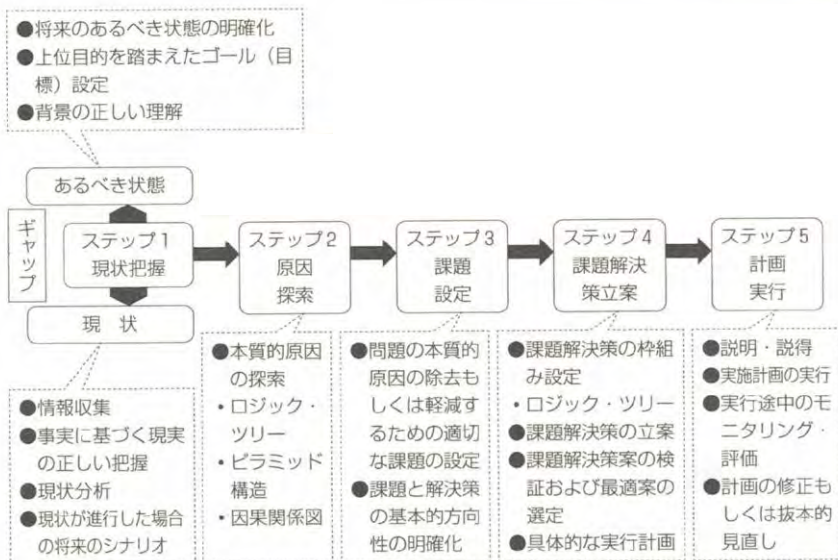 ●将来のあるべき状態の明確化
●上位目的を踏まえたゴール（目
標）設定
●背景の正しい理解
あるべき状態
ギャップ
ステップ1
現状把握
現　状
ステップ2
原因
探索
ステップ3
課題
設定
ステップ4
課題解決
策立案
ステップ5
計画
実行
●情報収集
●事実に基づく現実
の正しい把握
●現状分析
●現状が進行した場合
の将来のシナリオ
●本質的原因
の探索
・ロジック・
ツリー
・ピラミッド
構造
・因果関係図
●問題の本質的
原因の除去も
しくは軽減す
るための適切
な課題の設定
●課題と解決策
の基本的方向
性の明確化
●課題解決策の枠組
み設定
・ロジック・ツリー
●課題解決策の立案
●課題解決策案の検
証および最適案の
選定
●具体的な実行計画
●説明・説得
●実施計画の実行
●実行途中のモ
ニタリング・
評価
●計画の修正も
しくは抜本的
見直し